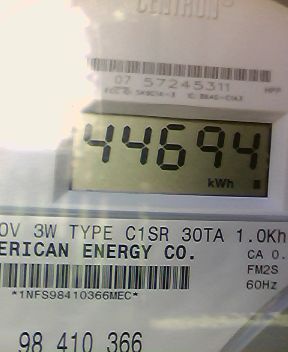 CENTRON®
07 57245311
44694
kWh
0V 3W TYPE C1SR 30TA 1.0Kh
ERICAN ENERGY CO.
CA 0.
FM2S
60Hz
*1NFS98410366MEC*
98 410 366